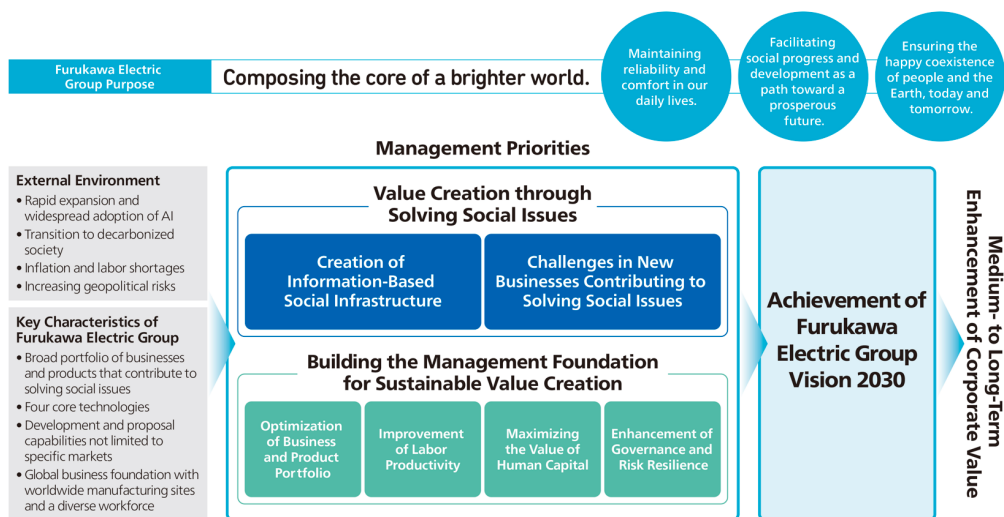 Furukawa Electric
Group Purpose
Composing the core of a brighter world.
Maintaining
reliability and
comfort in our
daily lives.
Facilitating
social progress and
development as a
path toward a
prosperous
future.
Ensuring the
happy coexistence
of people and the
Earth, today and
tomorrow.
Management Priorities
External Environment
• Rapid expansion and
widespread adoption of AI
• Transition to decarbonized
society
• Inflation and labor shortages
• Increasing geopolitical risks
Key Characteristics of
Furukawa Electric Group
• Broad portfolio of businesses
and products that contribute to
solving social issues
• Four core technologies
• Development and proposal
capabilities not limited to
specific markets
• Global business foundation with
worldwide manufacturing sites
and a diverse workforce
Value Creation through
Solving Social Issues
Creation of
Information-Based
Social Infrastructure
Challenges in New
Businesses Contributing to
Solving Social Issues
Building the Management Foundation
for Sustainable Value Creation
Optimization
of Business
and Product
Portfolio
Improvement
of Labor
Productivity
Maximizing
the Value of
Human Capital
Enhancement of
Governance and
Risk Resilience
Achievement of
Furukawa
Electric Group
Vision 2030
Medium- to Long-Term
Enhancement of Corporate Value